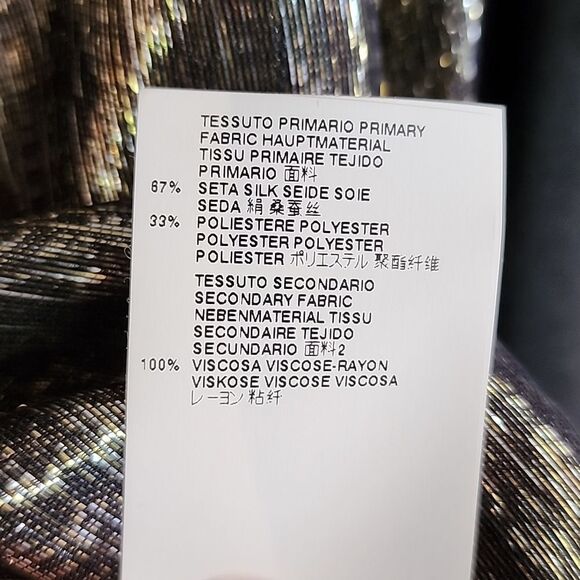 TESSUTO PRIMARIO PRIMARY
FABRIC HAUPTMATERIAL
TISSU PRIMAIRE TEJIDO
PRIMARIO 面料
67% SETA SILK SEIDE SOIE
SEDA 絹 桑蚕丝
33% POLIESTERE POLYESTER
POLYESTER POLYESTER
POLIESTER ポリエステル 聚酯纤维
TESSUTO SECONDARIO
SECONDARY FABRIC
NEBENMATERIAL TISSU
SECONDAIRE TEJIDO
SECUNDARIO 面料2
100% VISCOSA VISCOSE-RAYON
VISKOSE VISCOSE VISCOSA
レーヨン 粘纤